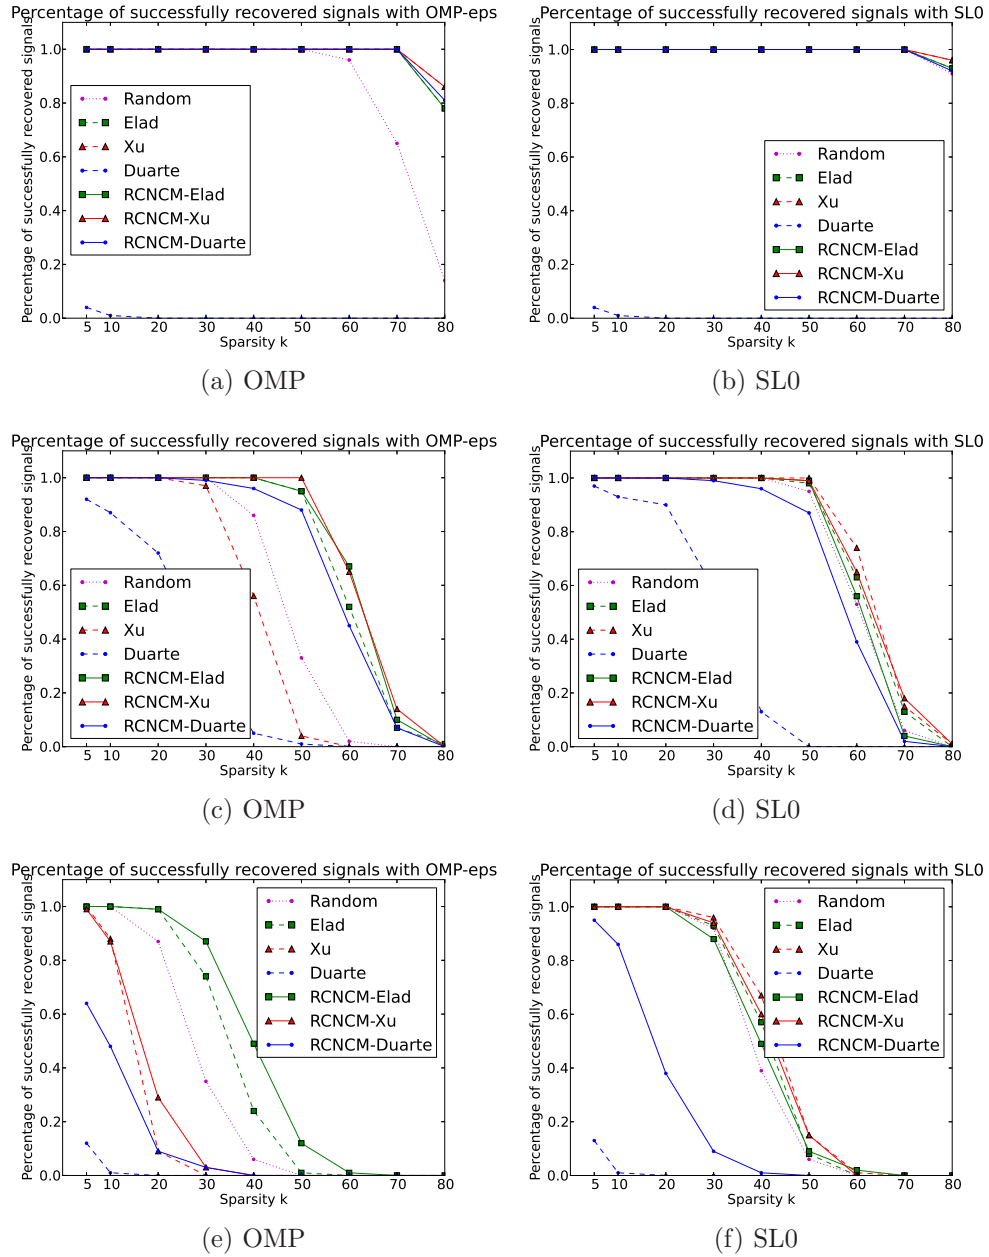 Percentage of successfully recovered signals with OMP-eps
Percentage of successfully recovered signals
1.0
0.8
0.6
0.4
0.2
0.0
Random
Elad
Xu
Duarte
RCNCM-Elad
RCNCM-Xu
RCNCM-Duarte
5 10 20 30 40 50 60 70 80
Sparsity k
(a) OMP
Percentage of successfully recovered signals with SL0
Percentage of successfully recovered signals
1.0
0.8
0.6
0.4
0.2
0.0
Random
Elad
Xu
Duarte
RCNCM-Elad
RCNCM-Xu
RCNCM-Duarte
5 10 20 30 40 50 60 70 80
Sparsity k
(b) SL0
Percentage of successfully recovered signals with OMP-eps
Percentage of successfully recovered signals
1.0
0.8
0.6
0.4
0.2
0.0
Random
Elad
Xu
Duarte
RCNCM-Elad
RCNCM-Xu
RCNCM-Duarte
5 10 20 30 40 50 60 70 80
Sparsity k
(c) OMP
Percentage of successfully recovered signals with SL0
Percentage of successfully recovered signals
1.0
0.8
0.6
0.4
0.2
0.0
Random
Elad
Xu
Duarte
RCNCM-Elad
RCNCM-Xu
RCNCM-Duarte
5 10 20 30 40 50 60 70 80
Sparsity k
(d) SL0
Percentage of successfully recovered signals with OMP-eps
Percentage of successfully recovered signals
1.0
0.8
0.6
0.4
0.2
0.0
Random
Elad
Xu
Duarte
RCNCM-Elad
RCNCM-Xu
RCNCM-Duarte
5 10 20 30 40 50 60 70 80
Sparsity k
(e) OMP
Percentage of successfully recovered signals with SL0
Percentage of successfully recovered signals
1.0
0.8
0.6
0.4
0.2
0.0
Random
Elad
Xu
Duarte
RCNCM-Elad
RCNCM-Xu
RCNCM-Duarte
5 10 20 30 40 50 60 70 80
Sparsity k
(f) SL0